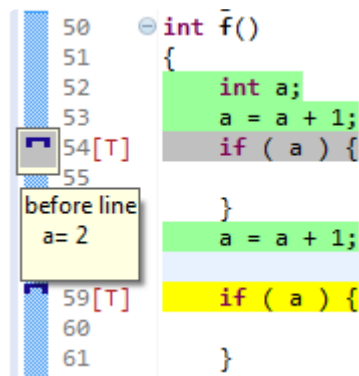 50 int f()
51 {
52 int a;
53 a = a + 1;
54[T] if ( a ) {
55
before line
a= 2
}
a = a + 1;
59[T] if ( a ) {
60
61 }